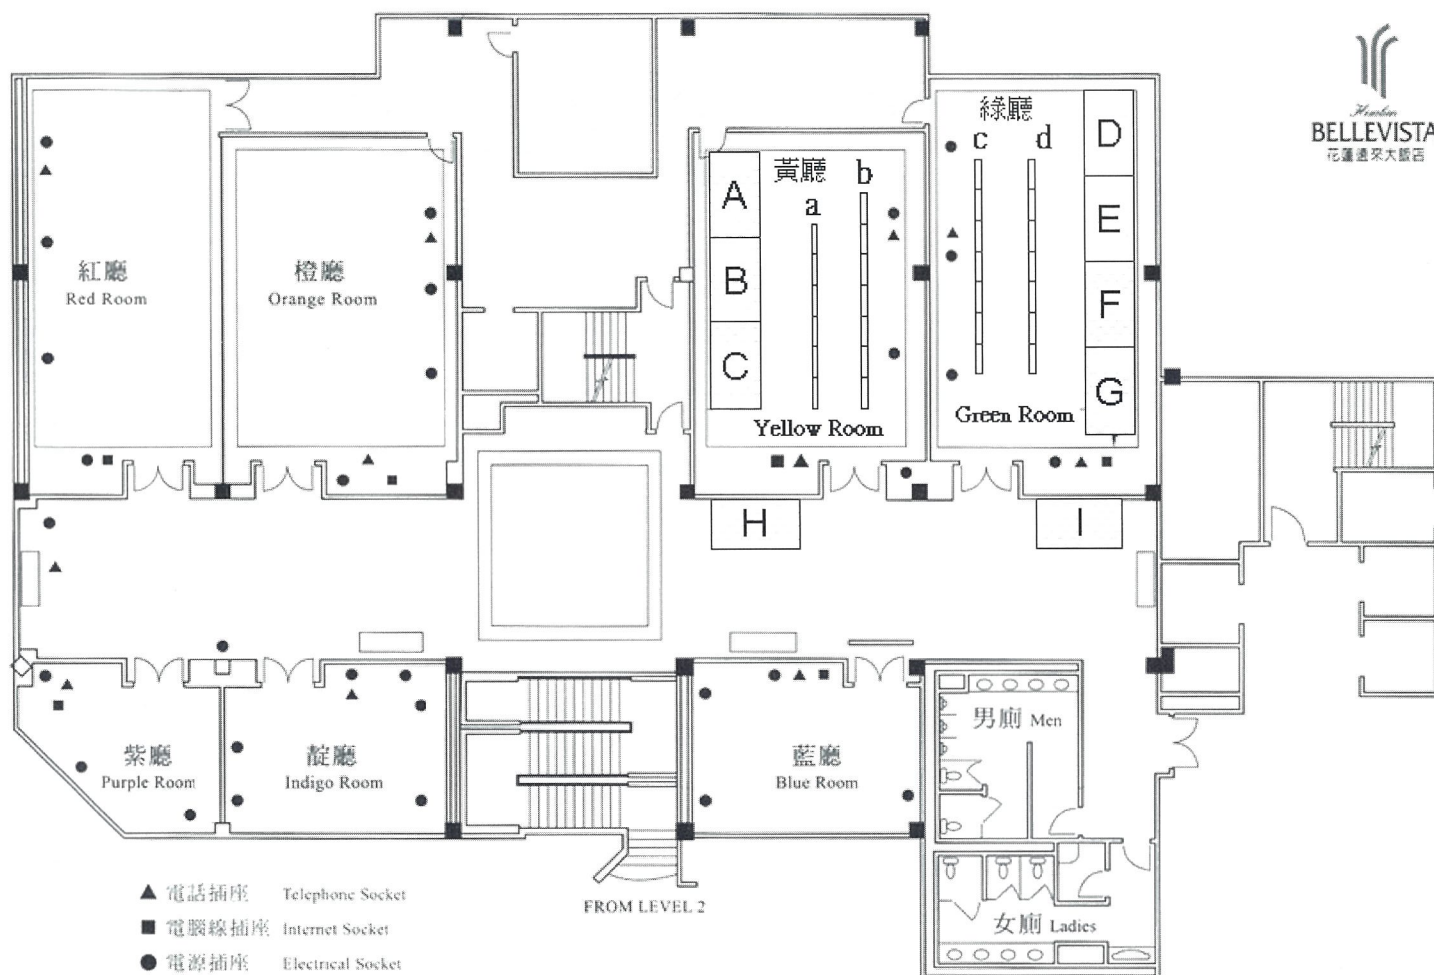 Hualien
BELLEVISTA
花蓮遠來大飯店
綠廳
c d
D
E
F
G
Green Room
黃廳
a
b
A
B
C
Yellow Room
紅廳
Red Room
橙廳
Orange Room
H
I
紫廳
Purple Room
靛廳
Indigo Room
藍廳
Blue Room
男廁 Men
女廁 Ladies
FROM LEVEL 2
電話插座 Telephone Socket
電腦線插座 Internet Socket
電源插座 Electrical Socket